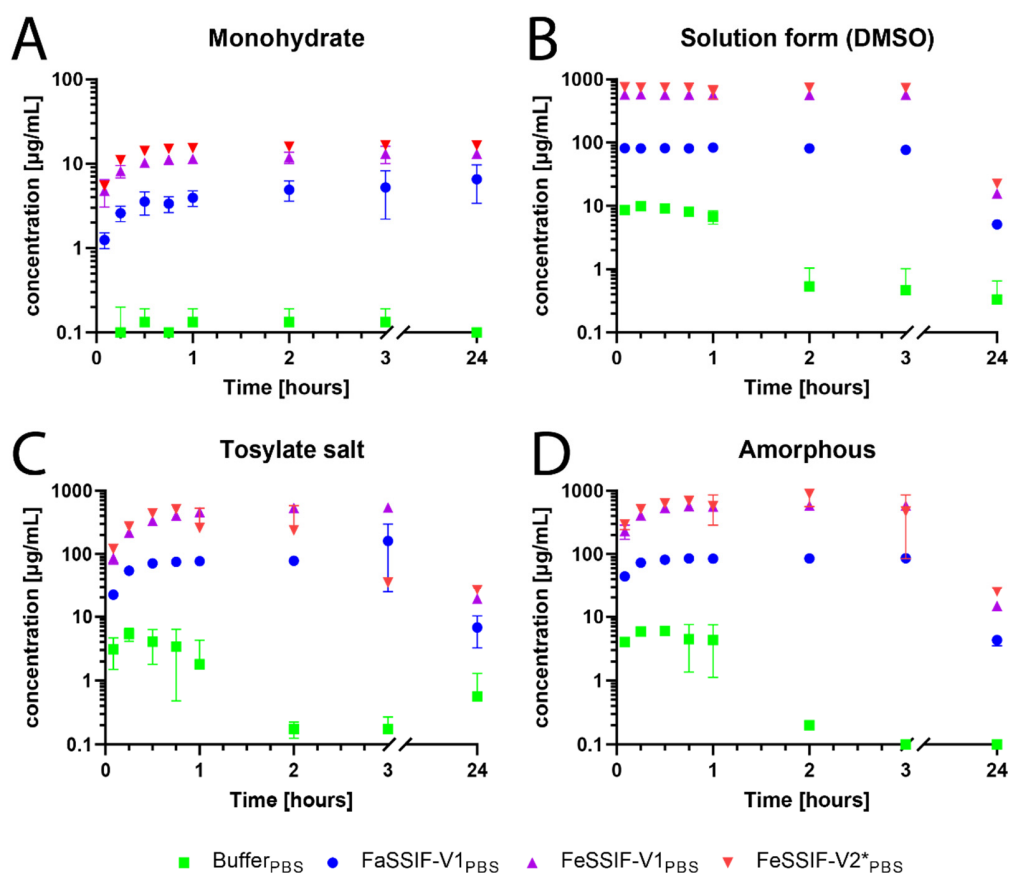 A
Monohydrate
concentration [µg/mL]
100
10
1
0.1
0
1
2
3
24
Time [hours]
B
Solution form (DMSO)
concentration [µg/mL]
1000
100
10
1
0.1
0
1
2
3
24
Time [hours]
C
Tosylate salt
concentration [µg/mL]
1000
100
10
1
0.1
0
1
2
3
24
Time [hours]
D
Amorphous
concentration [µg/mL]
1000
100
10
1
0.1
0
1
2
3
24
Time [hours]
BufferPBS FaSSIF-V1PBS FeSSIF-V1PBS FeSSIF-V2*PBS